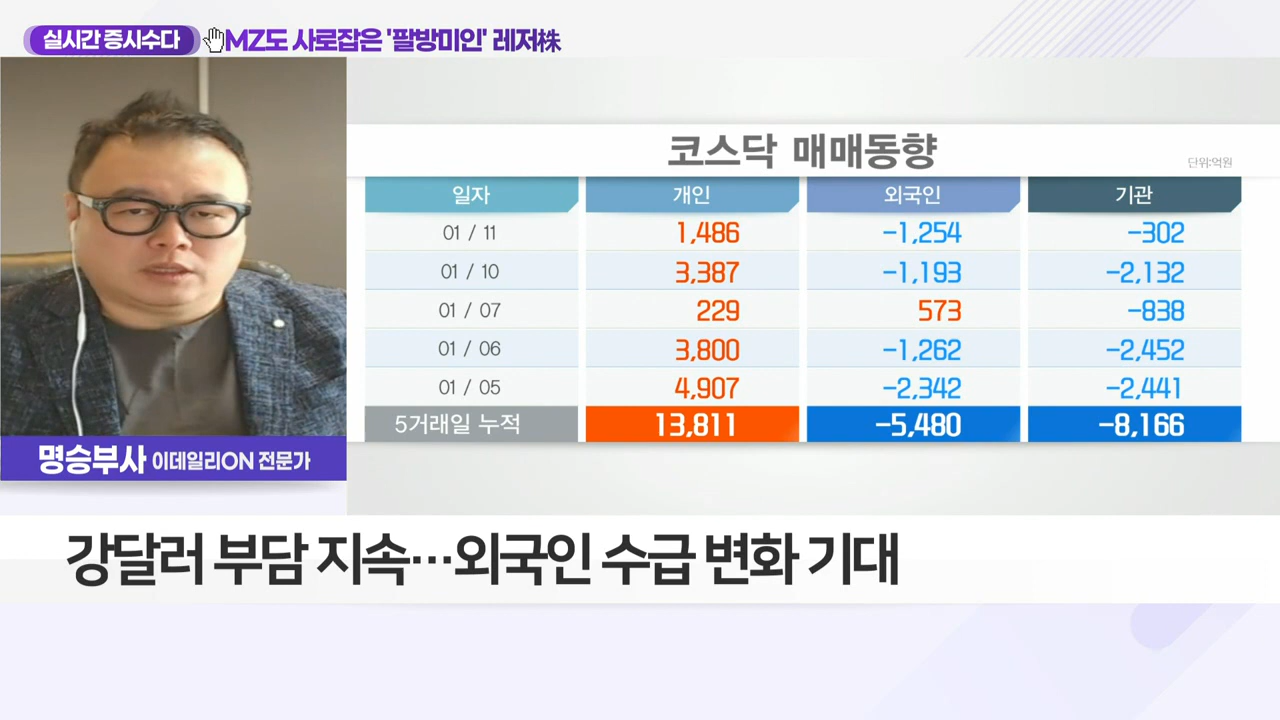 실시간 증시수다 MZ도 사로잡은 '팔방미인' 레저株
코스닥 매매동향
단위:억원
일자 개인 외국인 기관
01 / 11 1,486 -1,254 -302
01 / 10 3,387 -1,193 -2,132
01 / 07 229 573 -838
01 / 06 3,800 -1,262 -2,452
01 / 05 4,907 -2,342 -2,441
5거래일 누적 13,811 -5,480 -8,166
명승부사 이데일리ON 전문가
강달러 부담 지속…외국인 수급 변화 기대